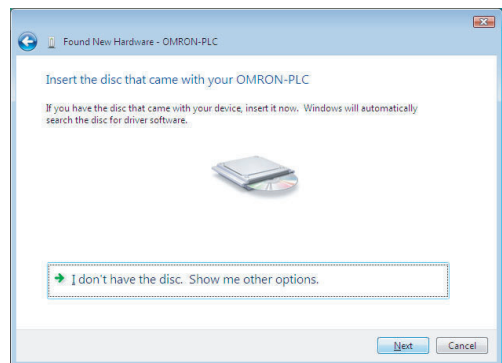 Found New Hardware - OMRON-PLC
Insert the disc that came with your OMRON-PLC
If you have the disc that came with your device, insert it now. Windows will automatically
search the disc for driver software.
I don't have the disc. Show me other options.
Next Cancel